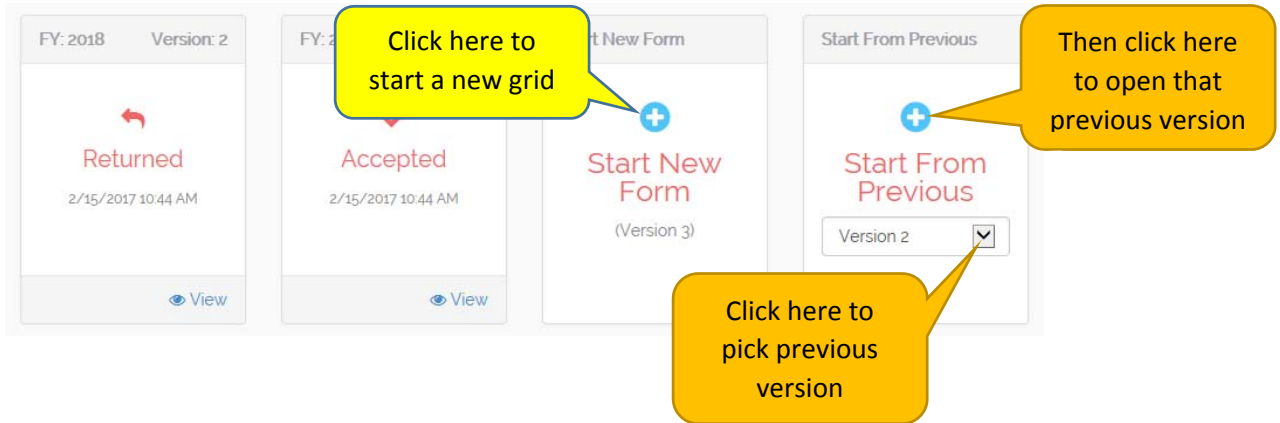 FY: 2018 Version: 2
Returned
2/15/2017 10:44 AM
View
FY: 2
Accepted
2/15/2017 10:44 AM
View
Click here to
start a new grid
New Form
Start New
Form
(Version 3)
Start From Previous
Start From
Previous
Version 2
Then click here
to open that
previous version
Click here to
pick previous
version